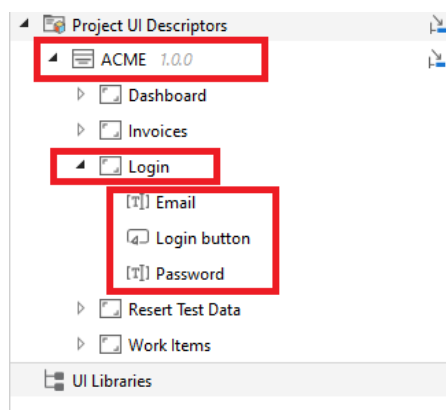 Project UI Descriptors
ACME 1.0.0
Dashboard
Invoices
Login
Email
Login button
Password
Resert Test Data
Work Items
UI Libraries